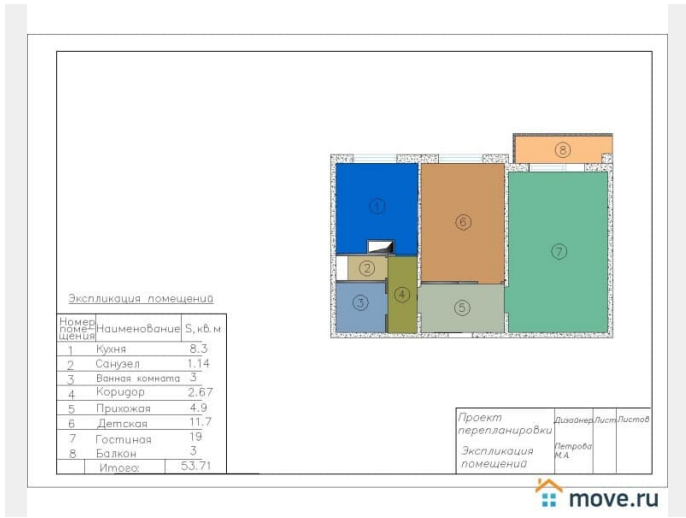 8
1
6
7
2
3
4
5
Экспликация помещений
Номер поме- щения Наименование S, кв. м
1 Кухня 8.3
2 Санузел 1.14
3 Ванная комната 3
4 Коридор 2.67
5 Прихожая 4.9
6 Детская 11.7
7 Гостиная 19
8 Балкон 3
Итого: 53.71
Проект
перепланировки
Экспликация
помещений
Дизайнер Лист Листов
Петрова
М.А.
move.ru